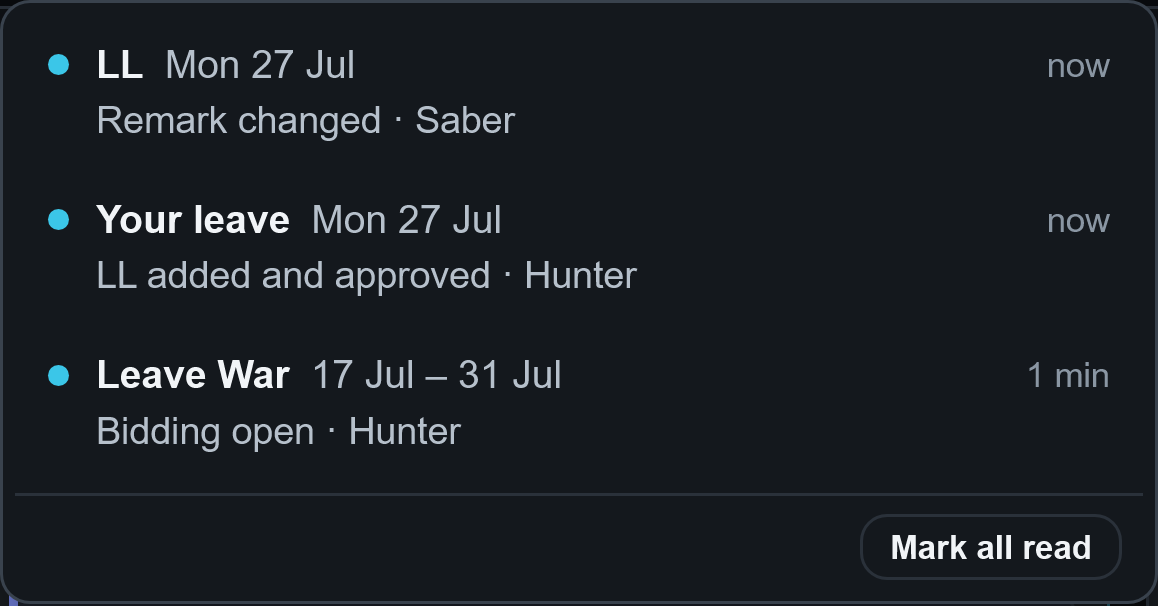 LL Mon 27 Jul now
Remark changed · Saber
Your leave Mon 27 Jul now
LL added and approved · Hunter
Leave War 17 Jul – 31 Jul 1 min
Bidding open · Hunter
Mark all read